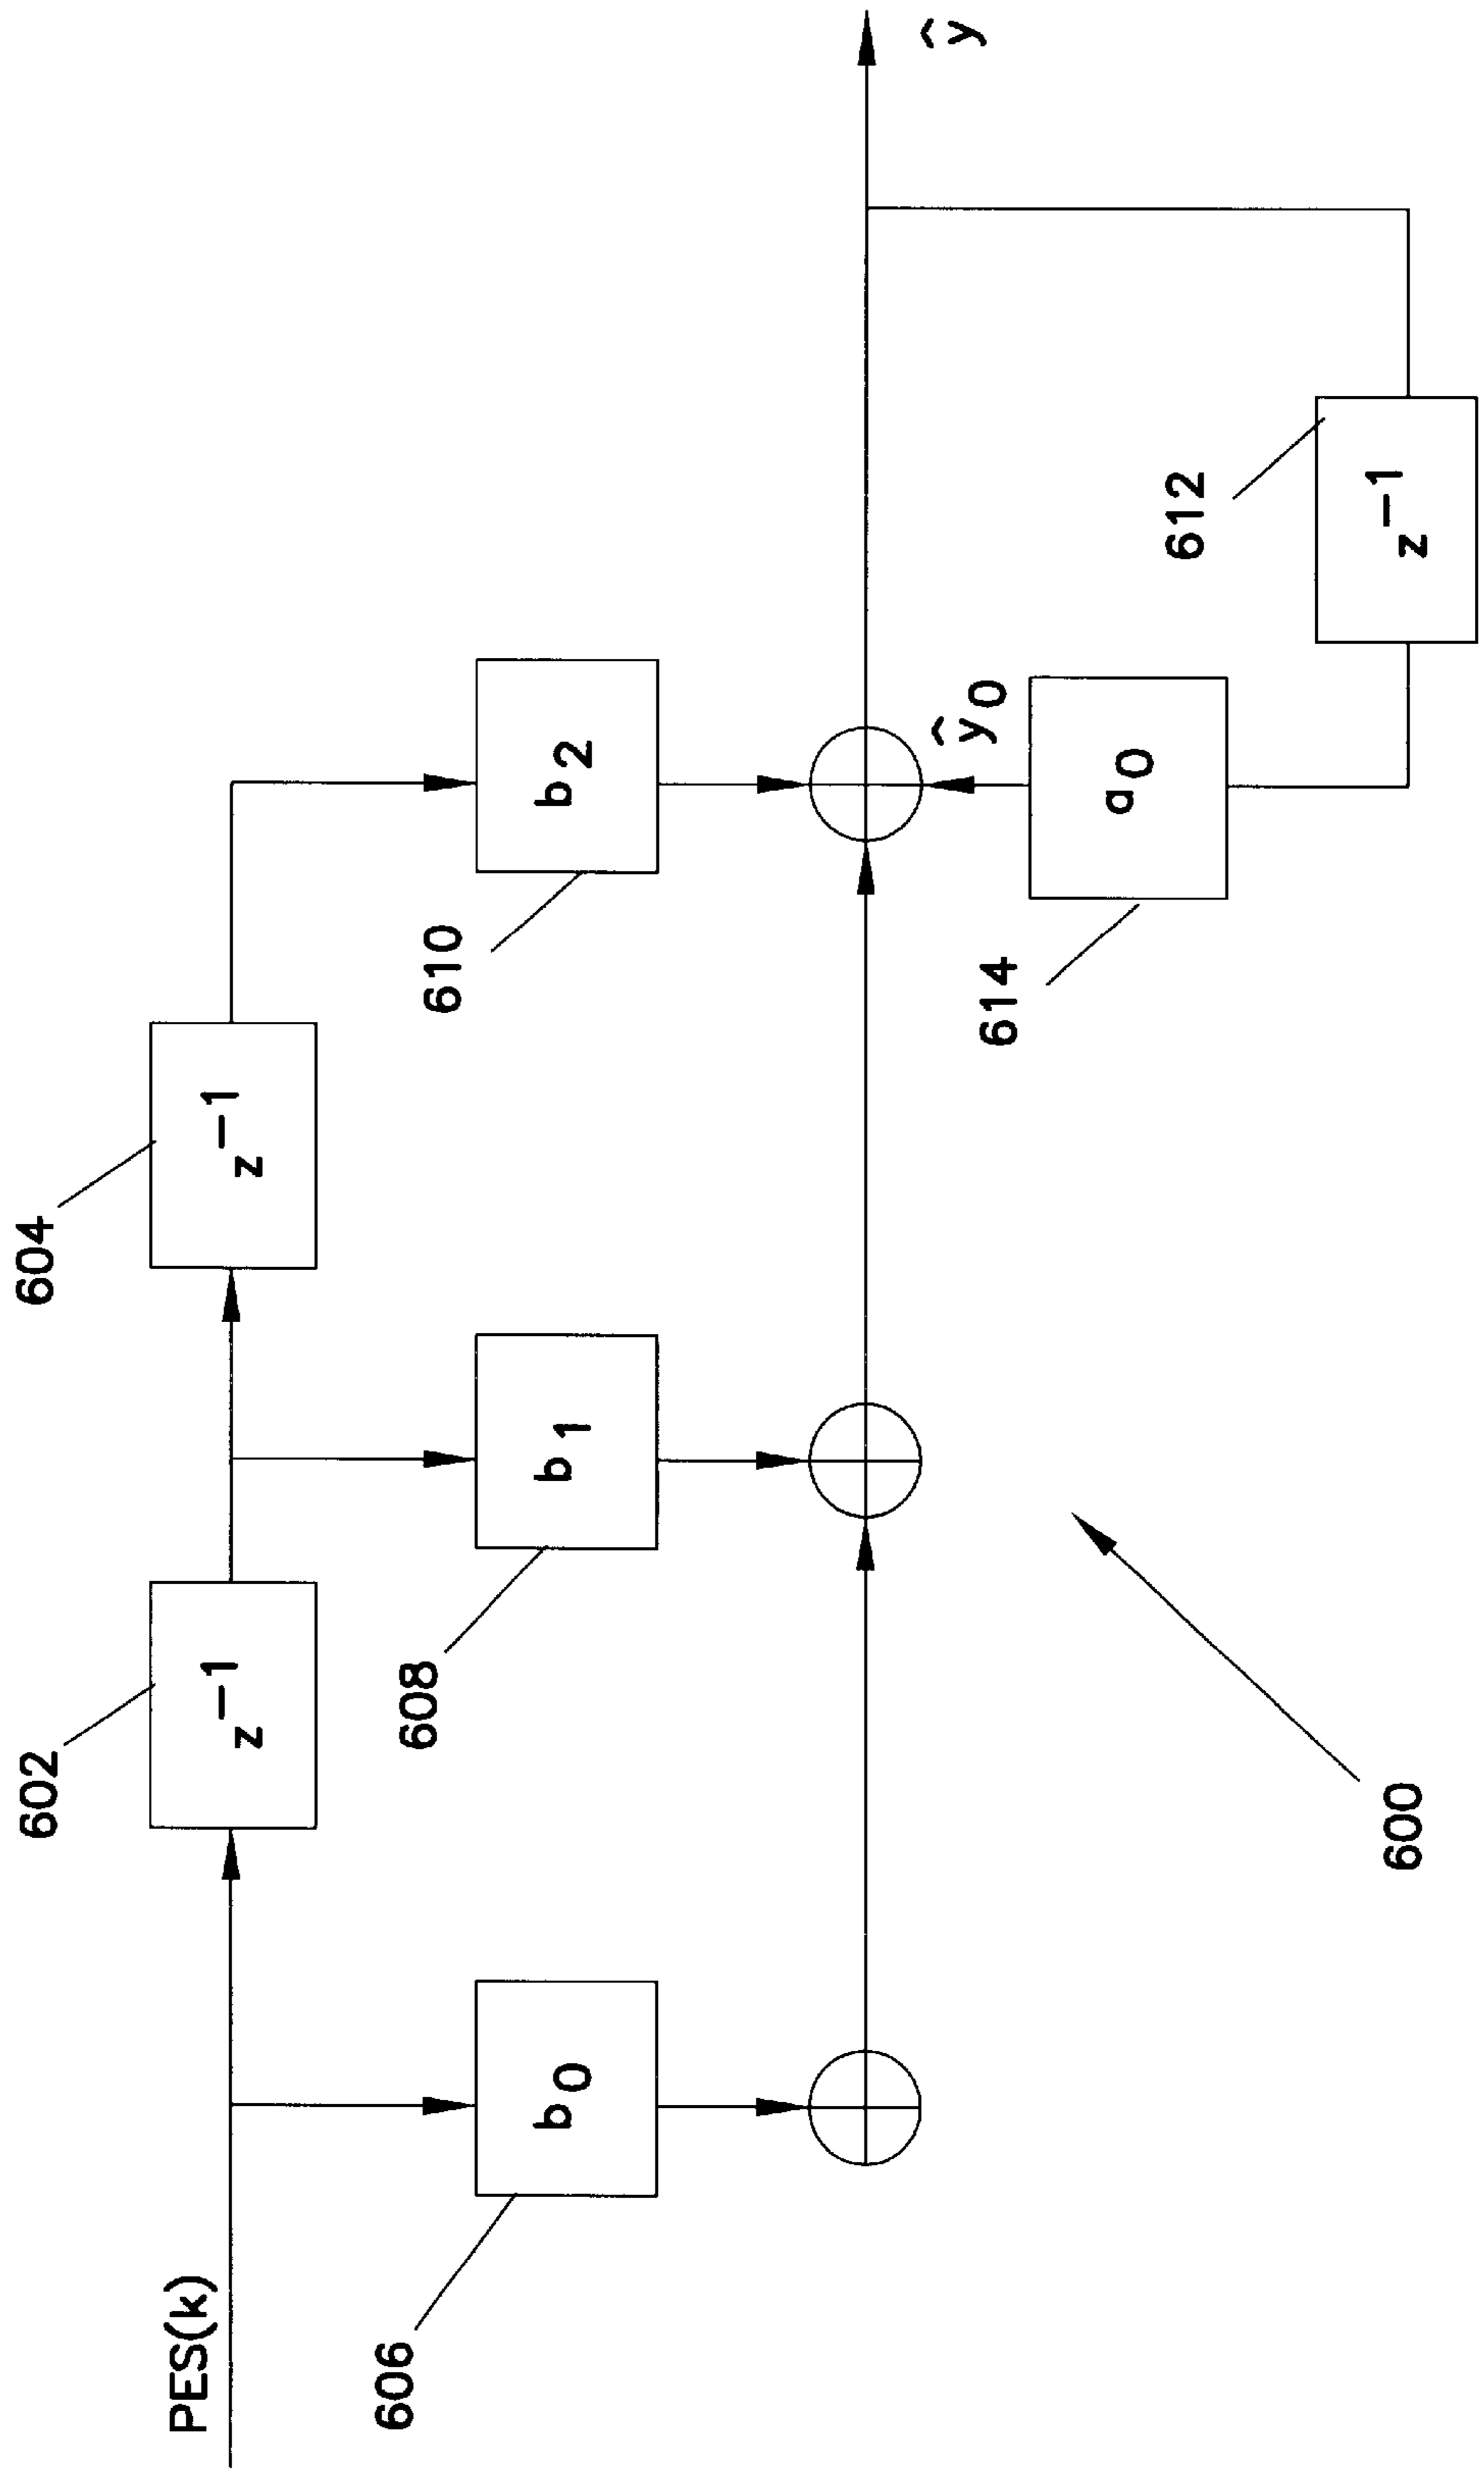 PES(k)
602
z⁻¹
604
z⁻¹
606
b₀
608
b₁
610
b₂
ŷ
ŷ₀
614
a₀
612
z⁻¹
600